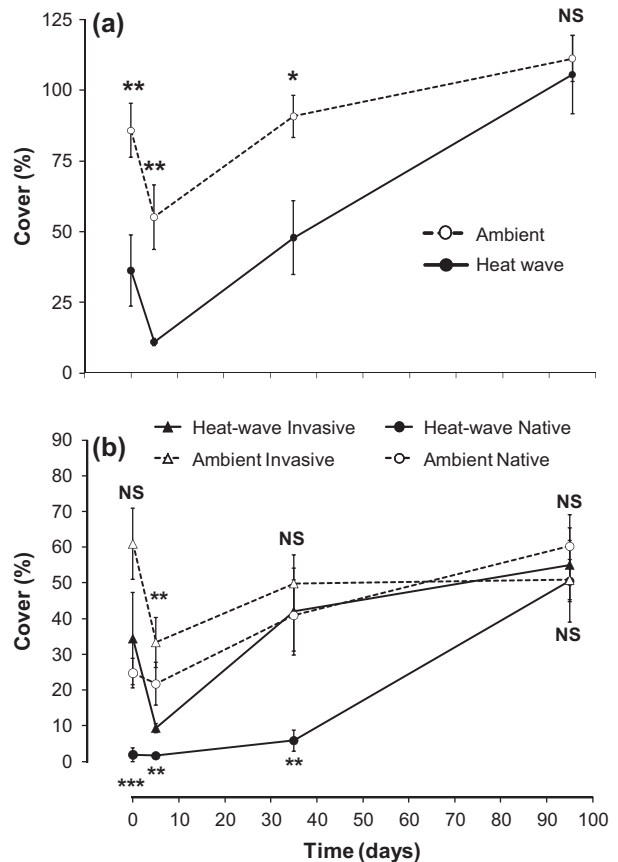 (a)
125
100
75
50
25
0
Cover (%)
**
**
*
NS
Ambient
Heat wave
(b)
Heat-wave Invasive
Heat-wave Native
Ambient Invasive
Ambient Native
90
80
70
60
50
40
30
20
10
0
Cover (%)
NS
**
NS
NS
NS
***
**
**
0 10 20 30 40 50 60 70 80 90 100
Time (days)